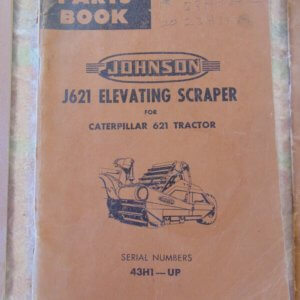 PARTS
BOOK
JOHNSON
J621 ELEVATING SCRAPER
FOR
CATERPILLAR 621 TRACTOR
SERIAL NUMBERS
43H1—UP